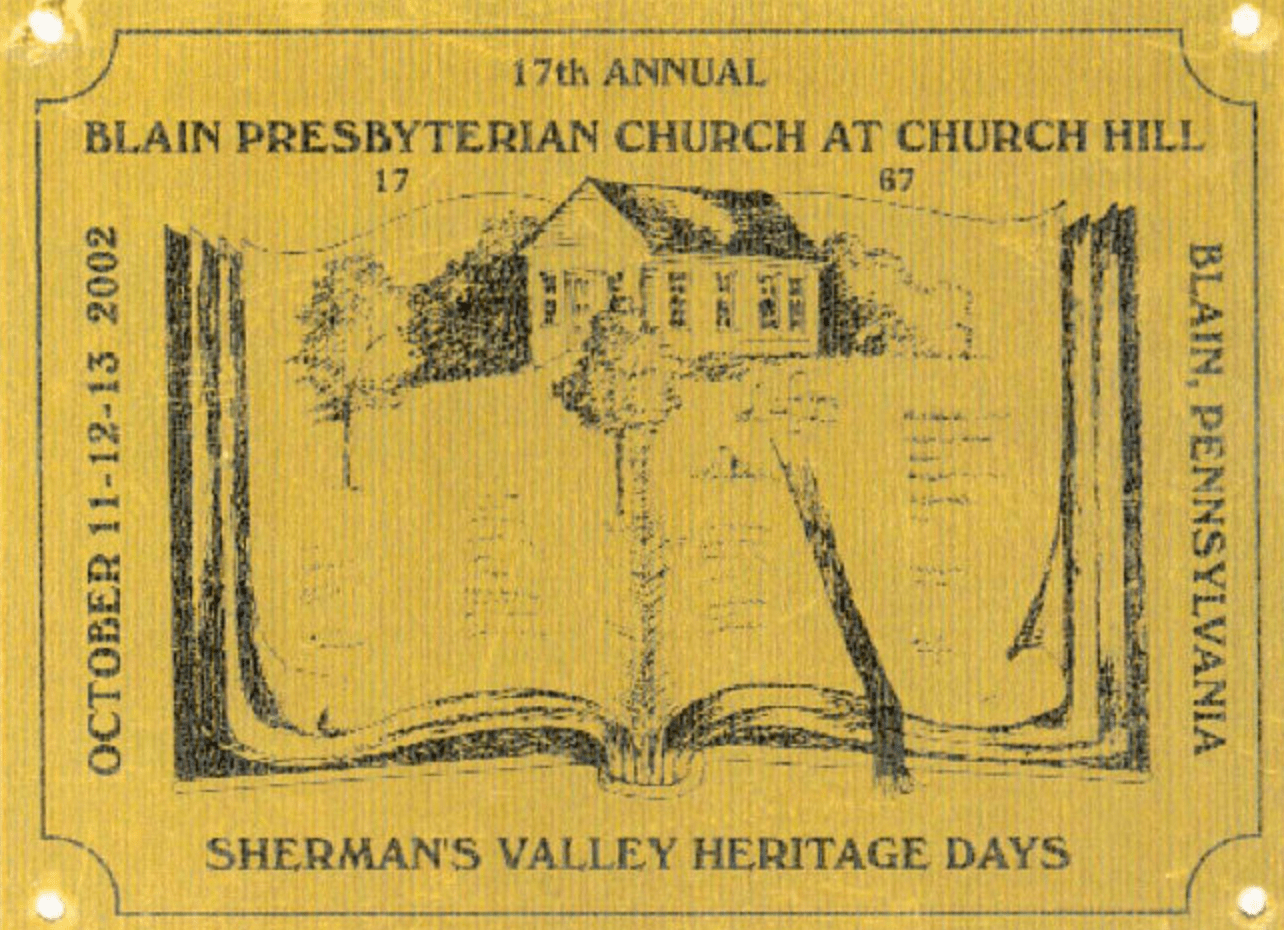 17th ANNUAL
BLAIN PRESBYTERIAN CHURCH AT CHURCH HILL
17 67
OCTOBER 11-12-13 2002
BLAIN, PENNSYLVANIA
SHERMAN'S VALLEY HERITAGE DAYS